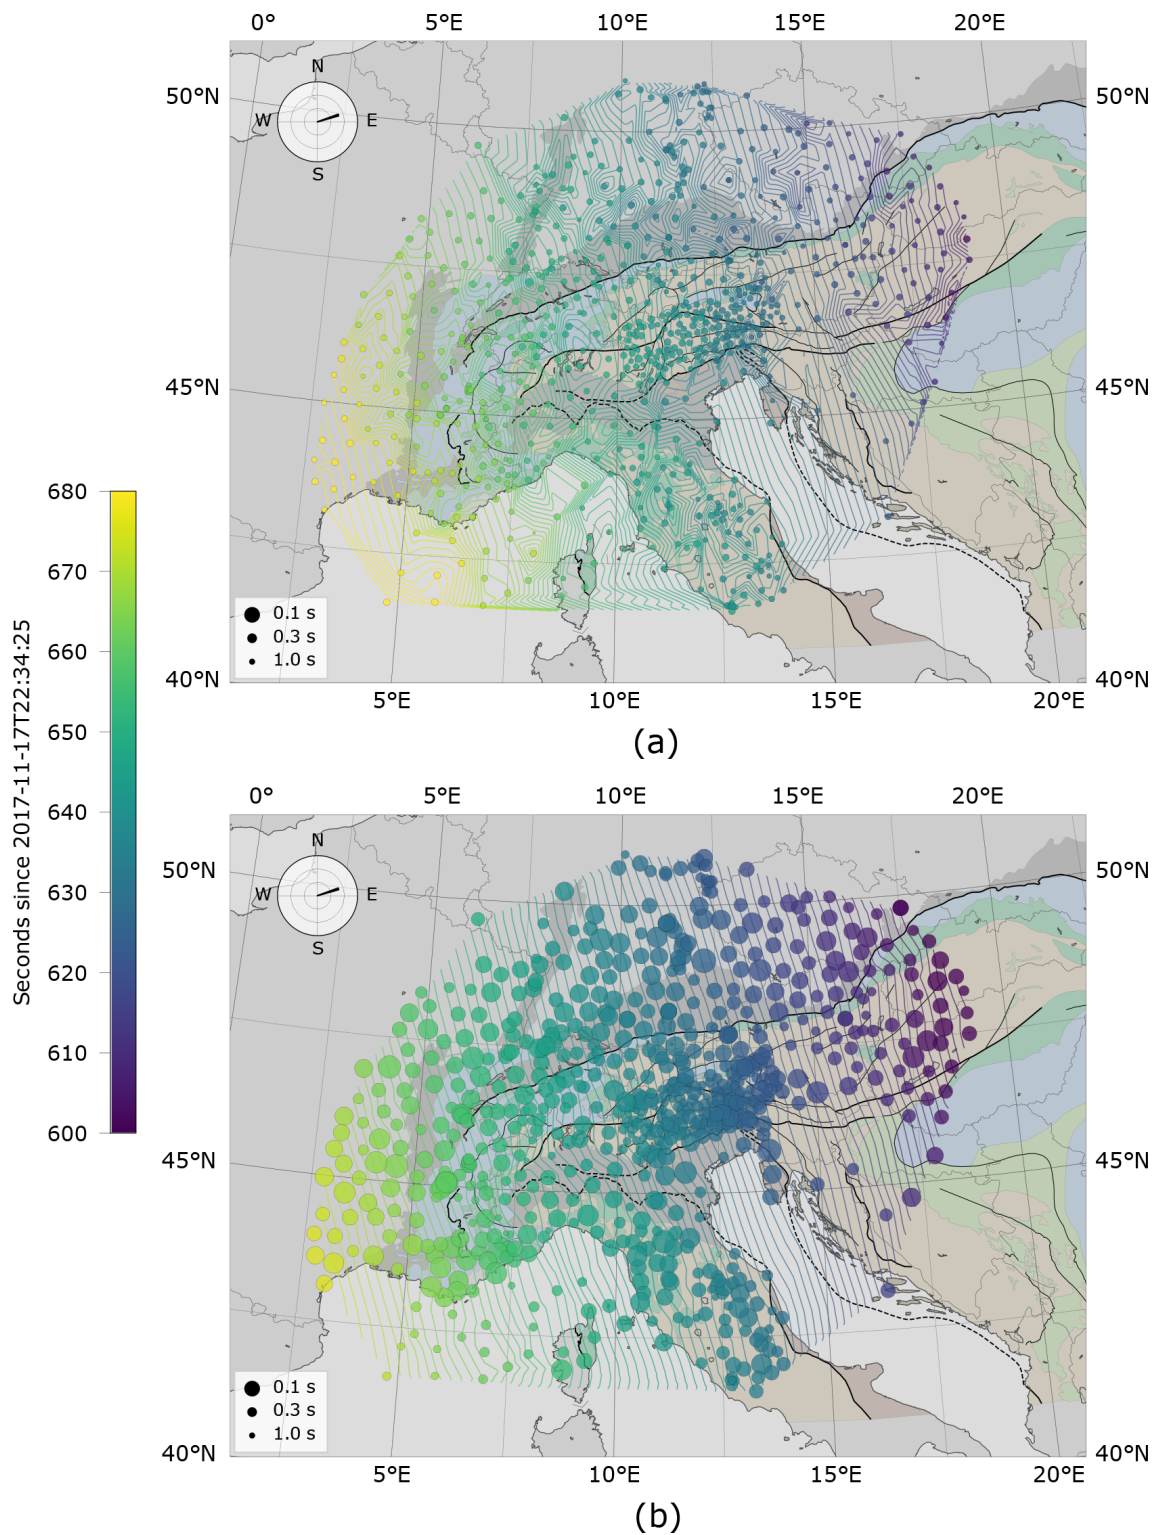 0° 5°E 10°E 15°E 20°E
N
50°N W E 50°N
S
45°N 45°N
0.1 s
0.3 s
1.0 s
40°N 40°N
5°E 10°E 15°E 20°E
(a)
Seconds since 2017-11-17T22:34:25
680
670
660
650
640
630
620
610
600
0° 5°E 10°E 15°E 20°E
N
50°N W E 50°N
S
45°N 45°N
0.1 s
0.3 s
1.0 s
40°N 40°N
5°E 10°E 15°E 20°E
(b)